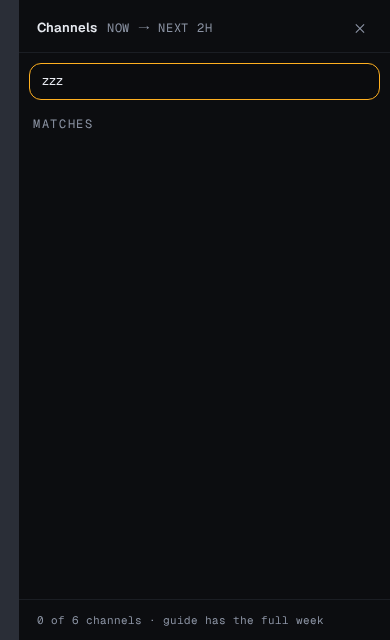 Channels NOW → NEXT 2H ×
zzz
MATCHES
0 of 6 channels · guide has the full week